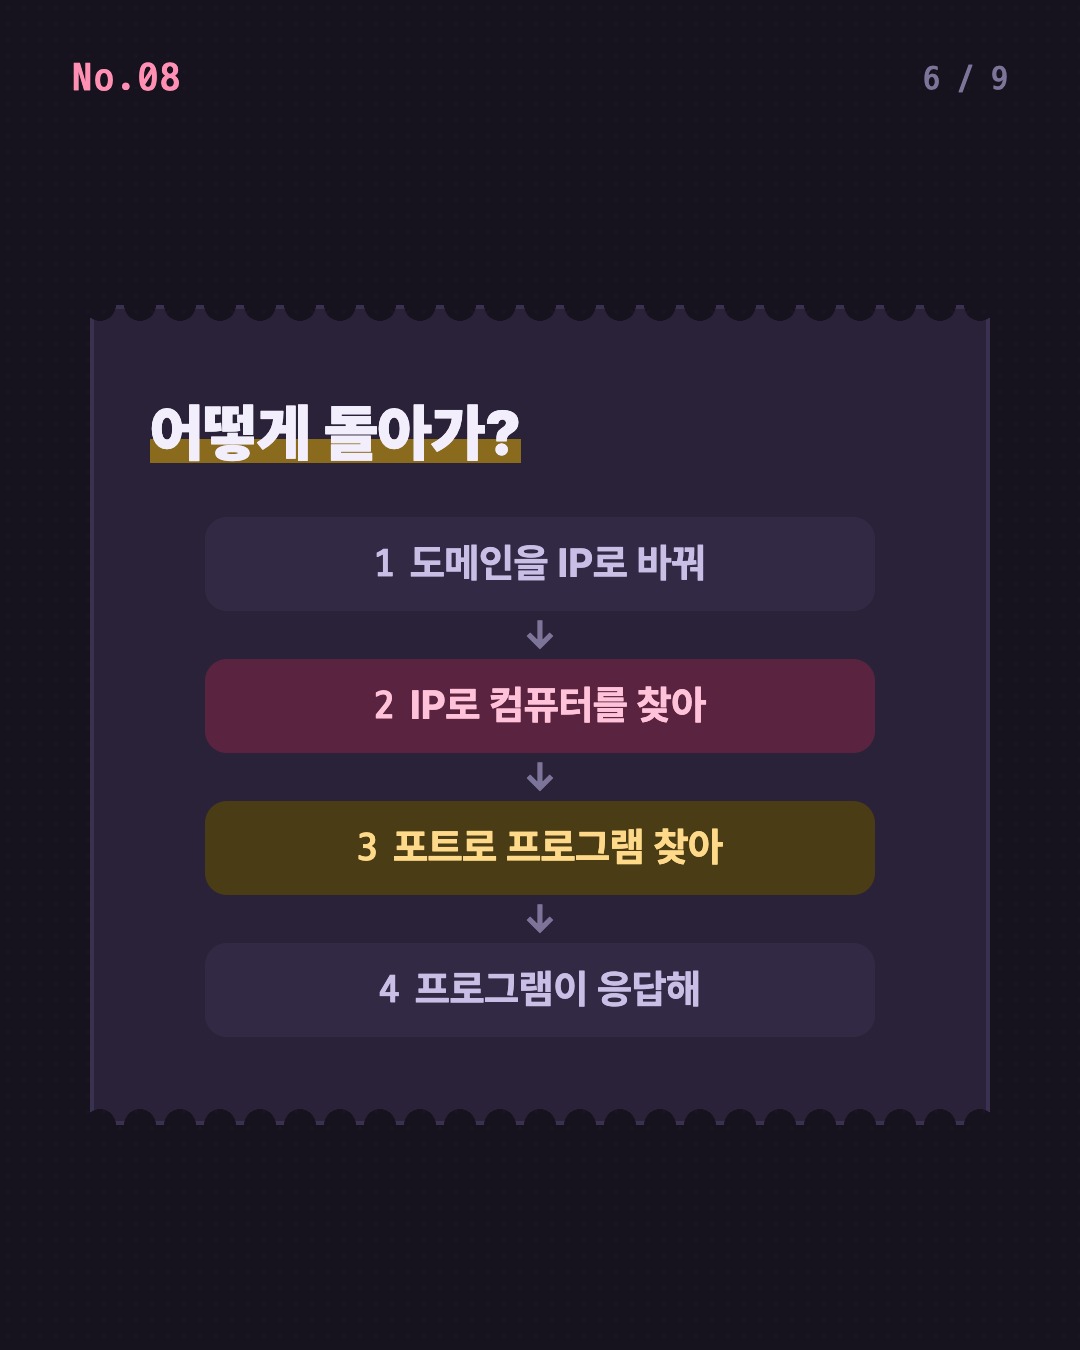 No.08
6 / 9
어떻게 돌아가?
1 도메인을 IP로 바꿔
↓
2 IP로 컴퓨터를 찾아
↓
3 포트로 프로그램 찾아
↓
4 프로그램이 응답해